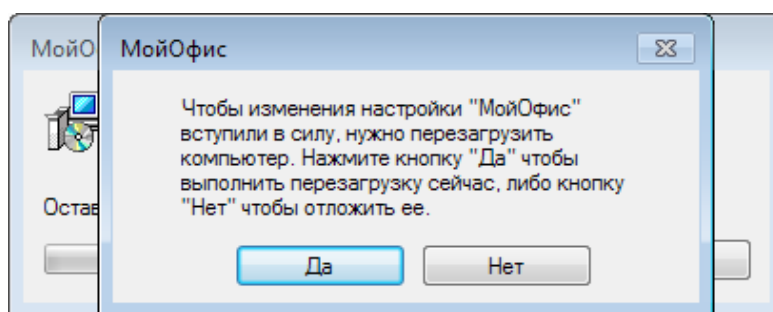 МойО
МойОфис
Чтобы изменения настройки "МойОфис"
вступили в силу, нужно перезагрузить
компьютер. Нажмите кнопку "Да" чтобы
выполнить перезагрузку сейчас, либо кнопку
"Нет" чтобы отложить ее.
Остав
Да
Нет